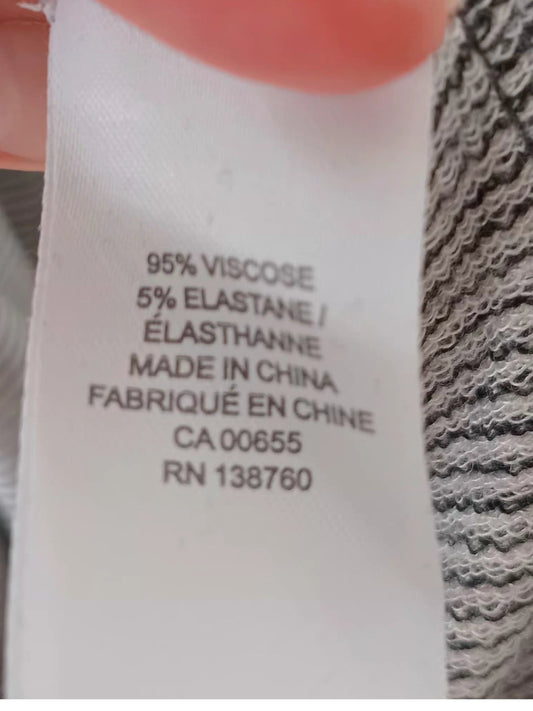 95% VISCOSE
5% ELASTANE /
ÉLASTHANNE
MADE IN CHINA
FABRIQUÉ EN CHINE
CA 00655
RN 138760